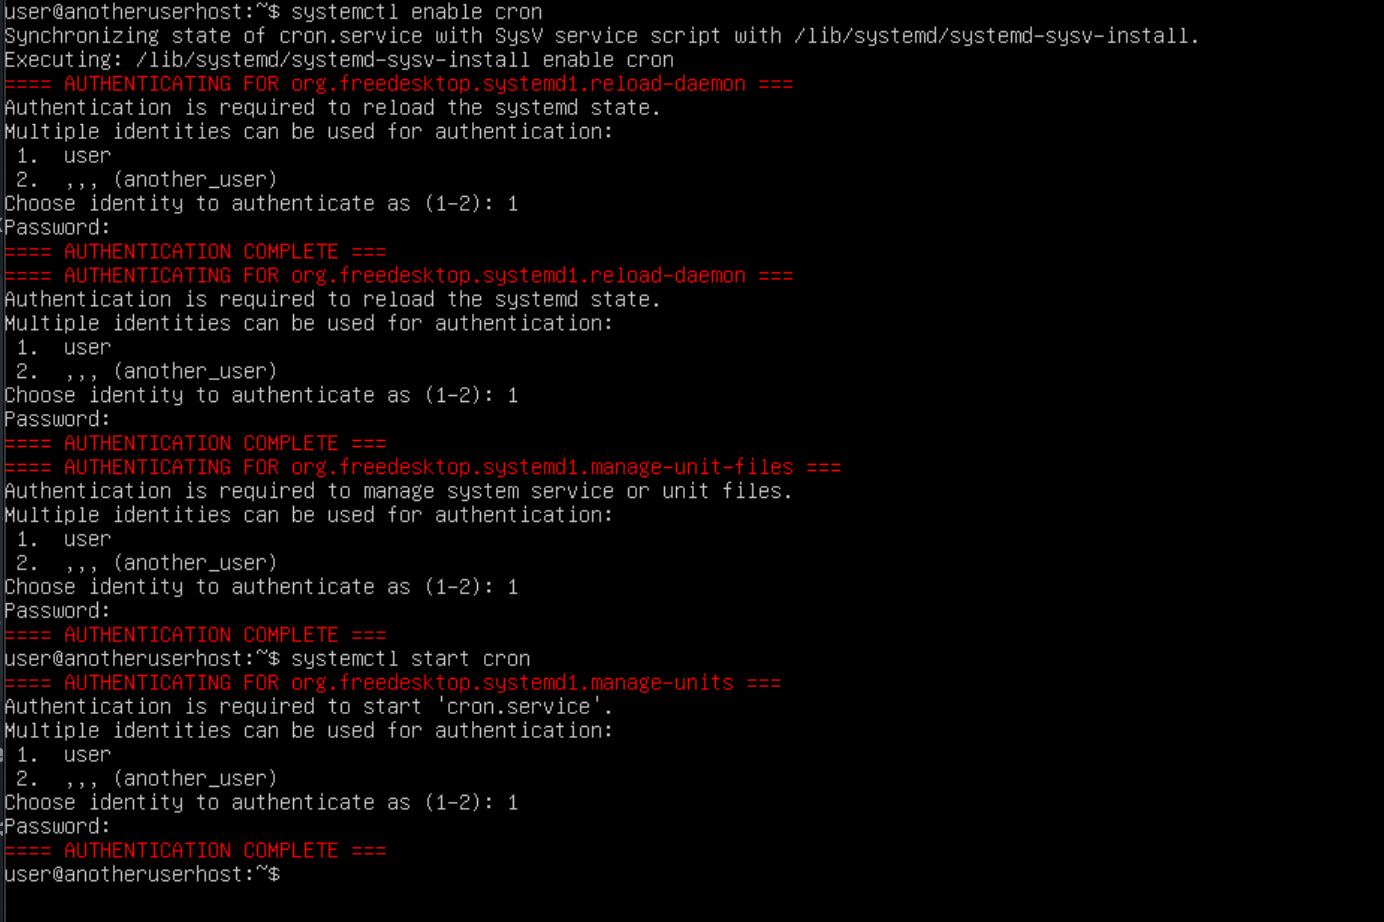 user@anotheruserhost:~$ systemctl enable cron
Synchronizing state of cron.service with SysV service script with /lib/systemd/systemd-sysv-install.
Executing: /lib/systemd/systemd-sysv-install enable cron
==== AUTHENTICATING FOR org.freedesktop.systemd1.reload-daemon ===
Authentication is required to reload the systemd state.
Multiple identities can be used for authentication:
 1.  user
 2.  ,,, (another_user)
Choose identity to authenticate as (1-2): 1
Password:
==== AUTHENTICATION COMPLETE ===
==== AUTHENTICATING FOR org.freedesktop.systemd1.reload-daemon ===
Authentication is required to reload the systemd state.
Multiple identities can be used for authentication:
 1.  user
 2.  ,,, (another_user)
Choose identity to authenticate as (1-2): 1
Password:
==== AUTHENTICATION COMPLETE ===
==== AUTHENTICATING FOR org.freedesktop.systemd1.manage-unit-files ===
Authentication is required to manage system service or unit files.
Multiple identities can be used for authentication:
 1.  user
 2.  ,,, (another_user)
Choose identity to authenticate as (1-2): 1
Password:
==== AUTHENTICATION COMPLETE ===
user@anotheruserhost:~$ systemctl start cron
==== AUTHENTICATING FOR org.freedesktop.systemd1.manage-units ===
Authentication is required to start 'cron.service'.
Multiple identities can be used for authentication:
 1.  user
 2.  ,,, (another_user)
Choose identity to authenticate as (1-2): 1
Password:
==== AUTHENTICATION COMPLETE ===
user@anotheruserhost:~$